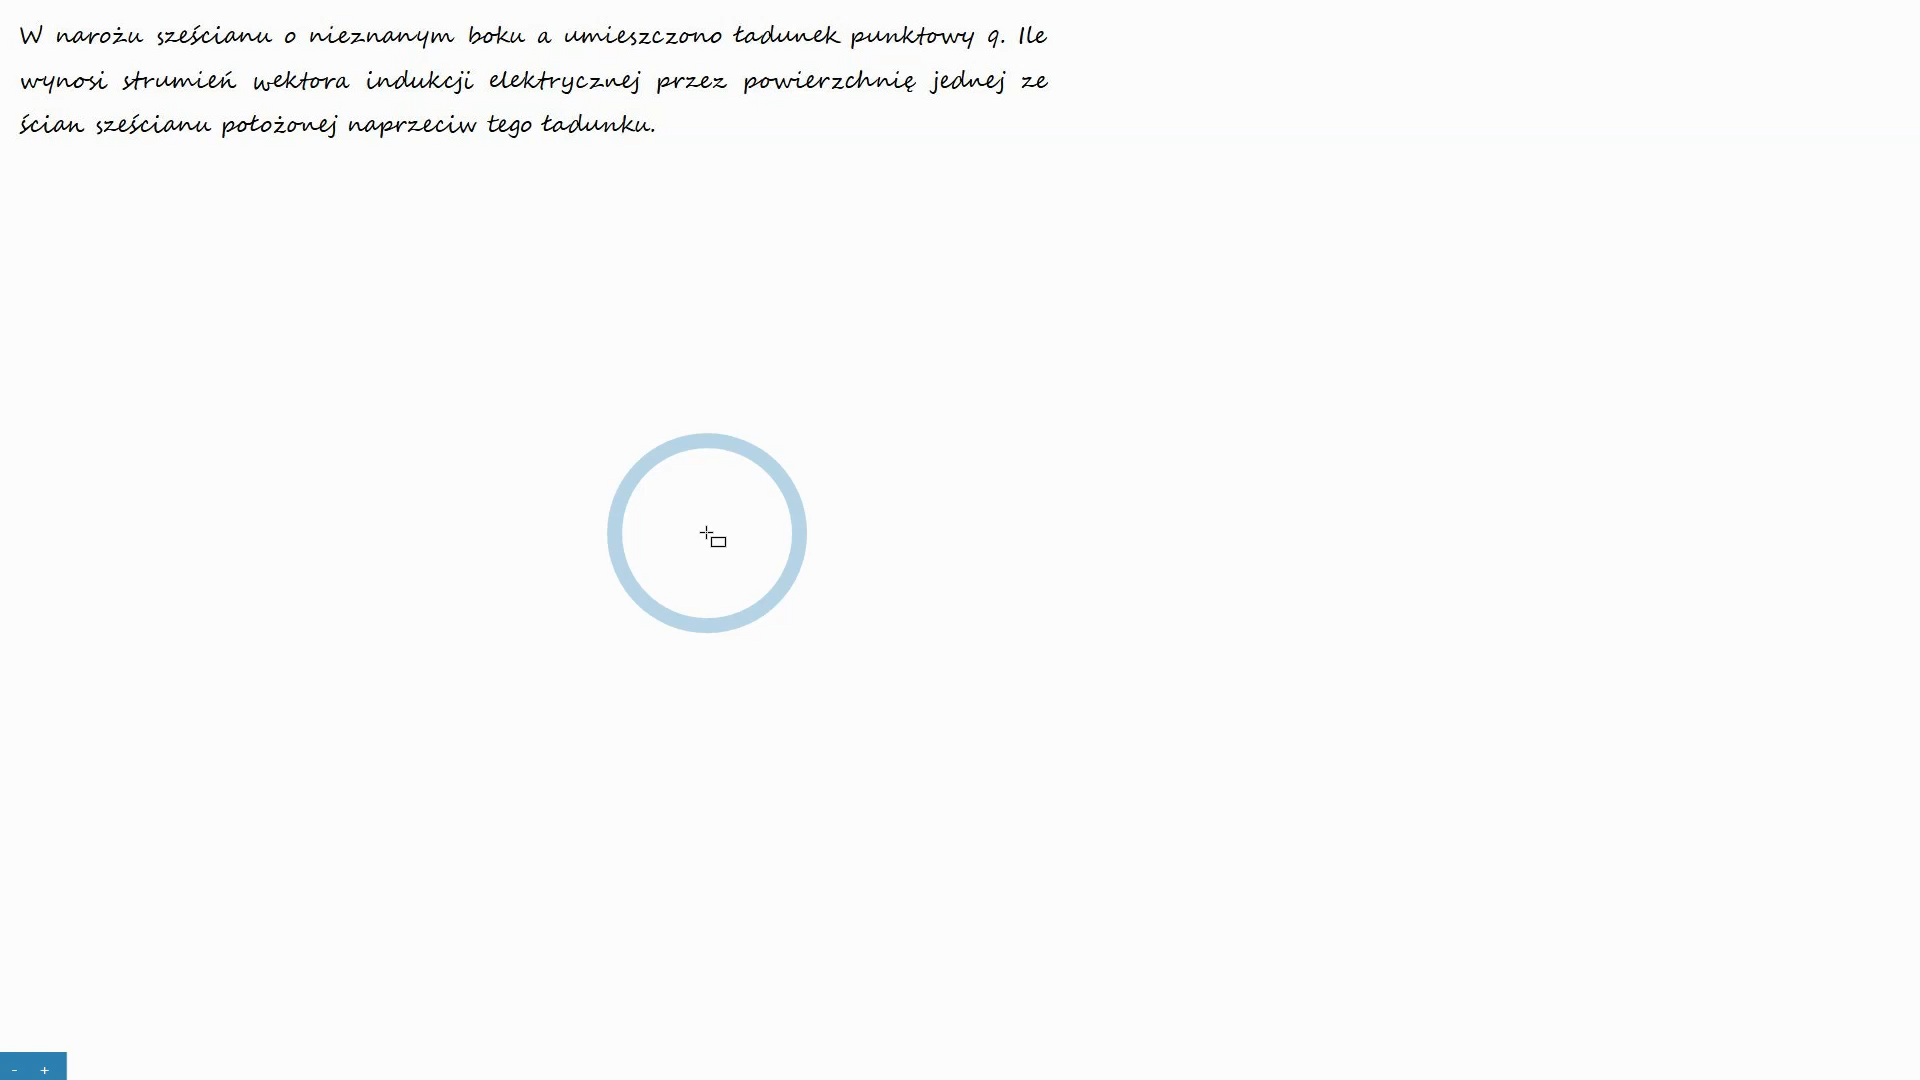 W narożu sześcianu o nieznanym boku a umieszczono ładunek punktowy q. Ile
wynosi strumień wektora indukcji elektrycznej przez powierzchnię jednej ze
ścian sześcianu położonej naprzeciw tego ładunku.
- +